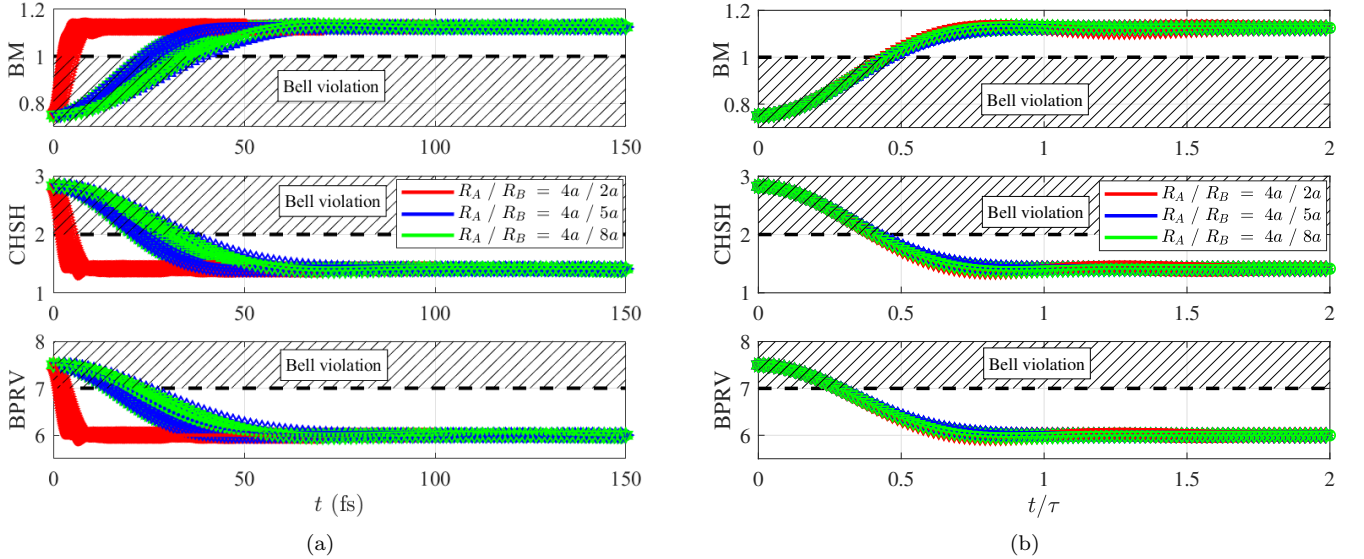 1.2
1
0.8
BM
Bell violation
0
50
100
150
3
2
1
CHSH
Bell violation
R_A / R_B = 4a / 2a
R_A / R_B = 4a / 5a
R_A / R_B = 4a / 8a
0
50
100
150
8
7
6
BPRV
Bell violation
0
50
100
150
t (fs)
(a)
1.2
1
0.8
BM
Bell violation
0
0.5
1
1.5
2
3
2
1
CHSH
Bell violation
R_A / R_B = 4a / 2a
R_A / R_B = 4a / 5a
R_A / R_B = 4a / 8a
0
0.5
1
1.5
2
8
7
6
BPRV
Bell violation
0
0.5
1
1.5
2
t/τ
(b)